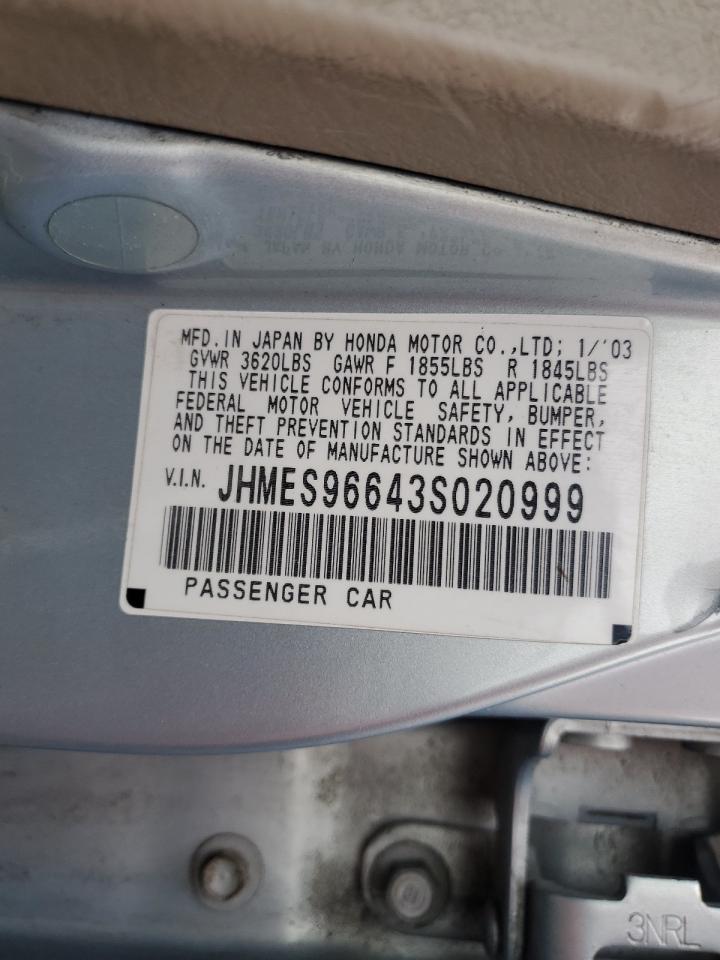 MFD.IN JAPAN BY HONDA MOTOR CO.,LTD; 1/'03
GVWR 3620LBS GAWR F 1855LBS R 1845LBS
THIS VEHICLE CONFORMS TO ALL APPLICABLE
FEDERAL MOTOR VEHICLE SAFETY, BUMPER,
AND THEFT PREVENTION STANDARDS IN EFFECT
ON THE DATE OF MANUFACTURE SHOWN ABOVE:
V.I.N. JHMES96643S020999
PASSENGER CAR
3NRL